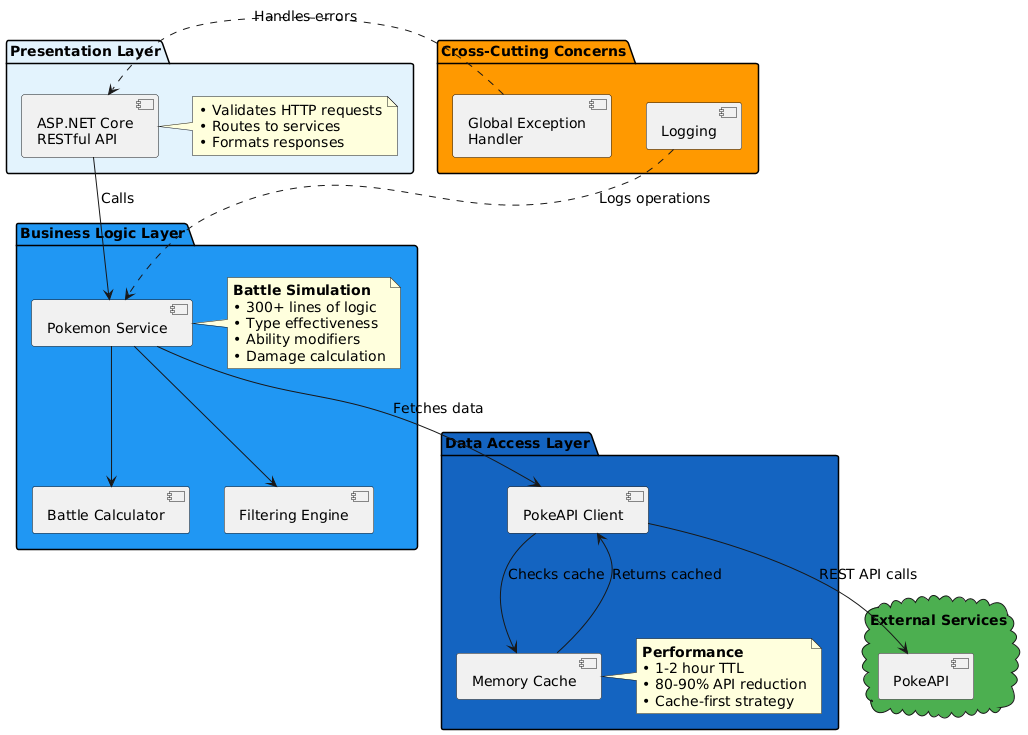 Handles errors
Presentation Layer
Cross-Cutting Concerns
ASP.NET Core
RESTful API
• Validates HTTP requests
• Routes to services
• Formats responses
Global Exception
Handler
Logging
Calls
Logs operations
Business Logic Layer
Pokemon Service
Battle Simulation
• 300+ lines of logic
• Type effectiveness
• Ability modifiers
• Damage calculation
Fetches data
Data Access Layer
Battle Calculator
Filtering Engine
PokeAPI Client
Checks cache
Returns cached
REST API calls
External Services
Memory Cache
Performance
• 1-2 hour TTL
• 80-90% API reduction
• Cache-first strategy
PokeAPI